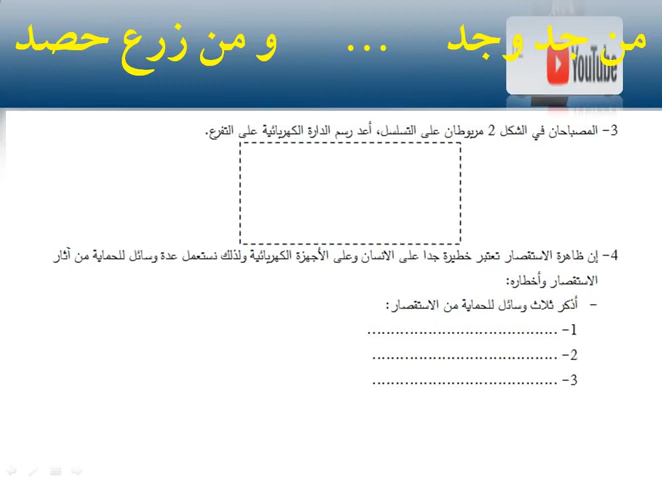 من جد وجد ... و من زرع حصد
YouTube
3- المصباحان في الشكل 2 مربوطان على التسلسل، أعد رسم الدارة الكهربائية على التفرع.
4- إن ظاهرة الاستقصار تعتبر خطيرة جدا على الانسان وعلى الأجهزة الكهربائية ولذلك نستعمل عدة وسائل للحماية من آثار
الاستقصار وأخطاره:
- أذكر ثلاث وسائل للحماية من الاستقصار:
1- ........................................
2- .......................................
3- .......................................